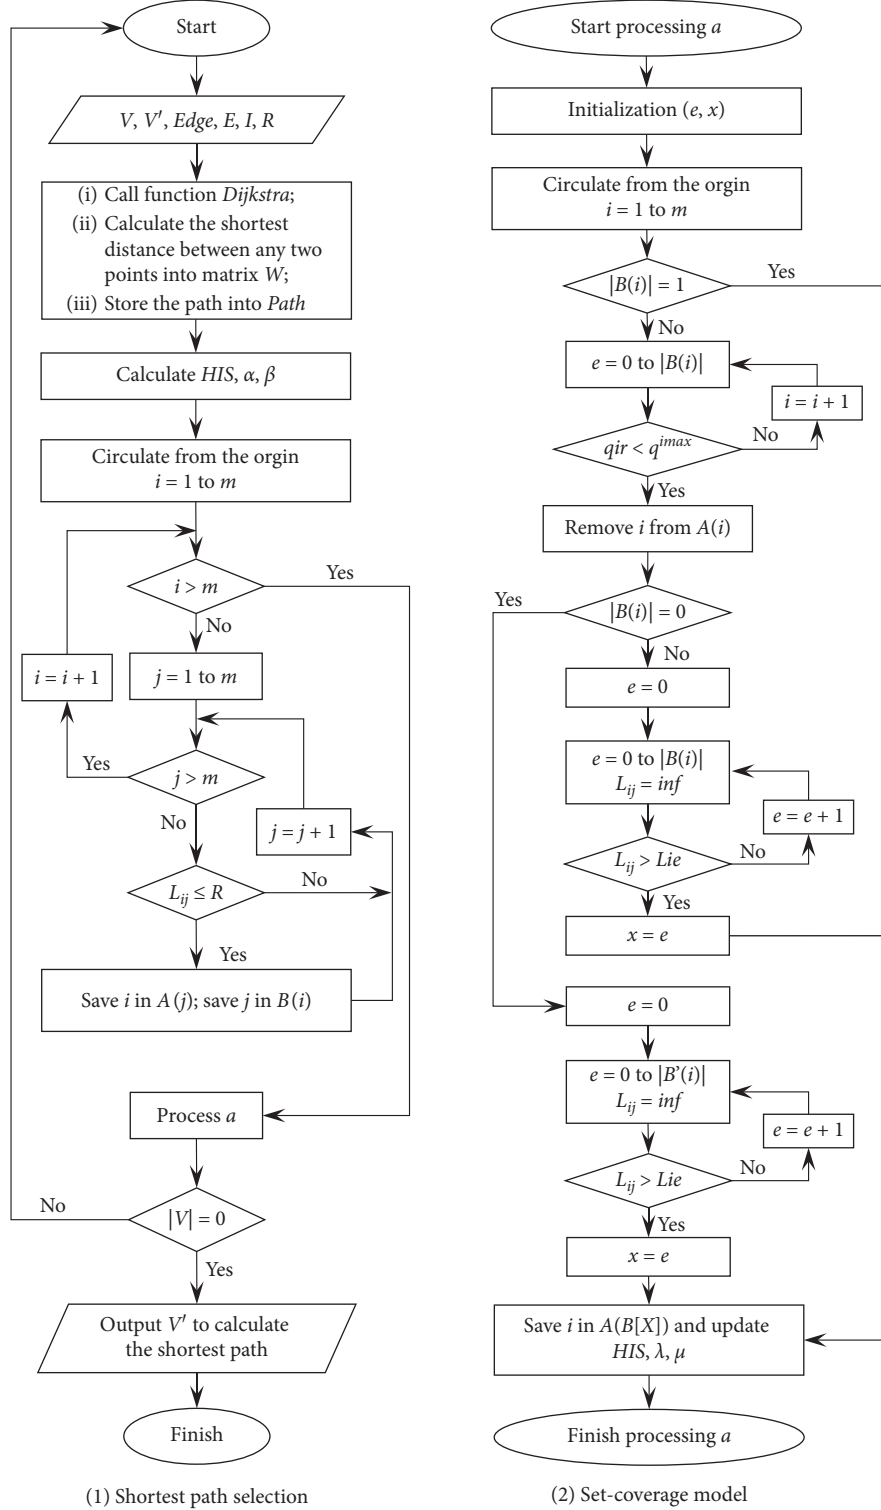 Start
V, V′, Edge, E, I, R
(i) Call function Dijkstra;
(ii) Calculate the shortest
distance between any two
points into matrix W;
(iii) Store the path into Path
Calculate HIS, α, β
Circulate from the orgin
i = 1 to m
i > m
Yes
No
i = i + 1
j = 1 to m
Yes
j > m
No
j = j + 1
L_ij ≤ R
No
Yes
Save i in A(j); save j in B(i)
Process a
No
|V| = 0
Yes
Output V′ to calculate
the shortest path
Finish
(1) Shortest path selection
Start processing a
Initialization (e, x)
Circulate from the orgin
i = 1 to m
|B(i)| = 1
Yes
No
e = 0 to |B(i)|
i = i + 1
qir < q^imax
No
Yes
Remove i from A(i)
Yes
|B(i)| = 0
No
e = 0
e = 0 to |B(i)|
L_ij = inf
e = e + 1
L_ij > Lie
No
Yes
x = e
e = 0
e = 0 to |B’(i)|
L_ij = inf
e = e + 1
L_ij > Lie
No
Yes
x = e
Save i in A(B[X]) and update
HIS, λ, μ
Finish processing a
(2) Set-coverage model